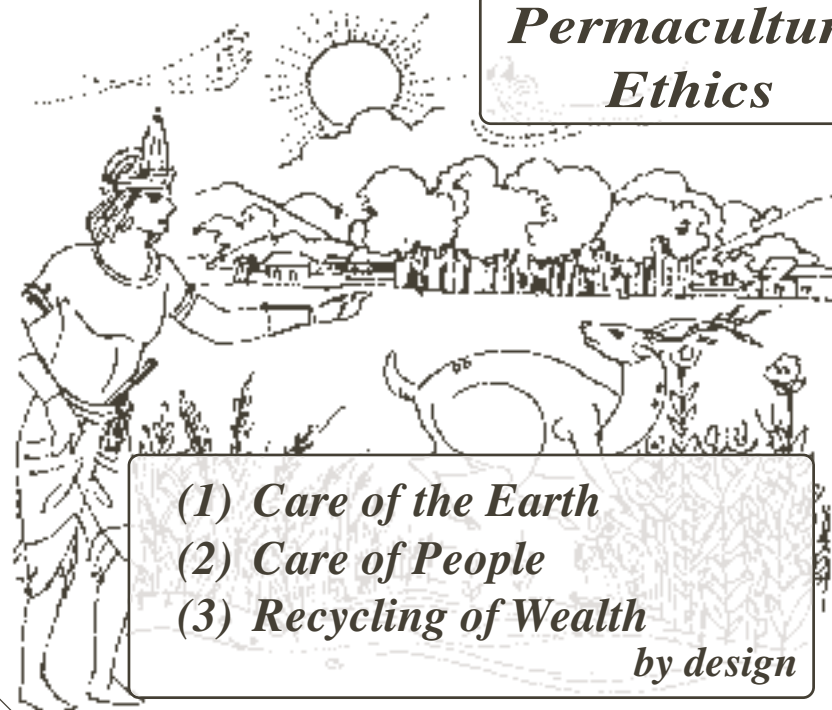 Permacultur
Ethics
(1) Care of the Earth
(2) Care of People
(3) Recycling of Wealth
by design